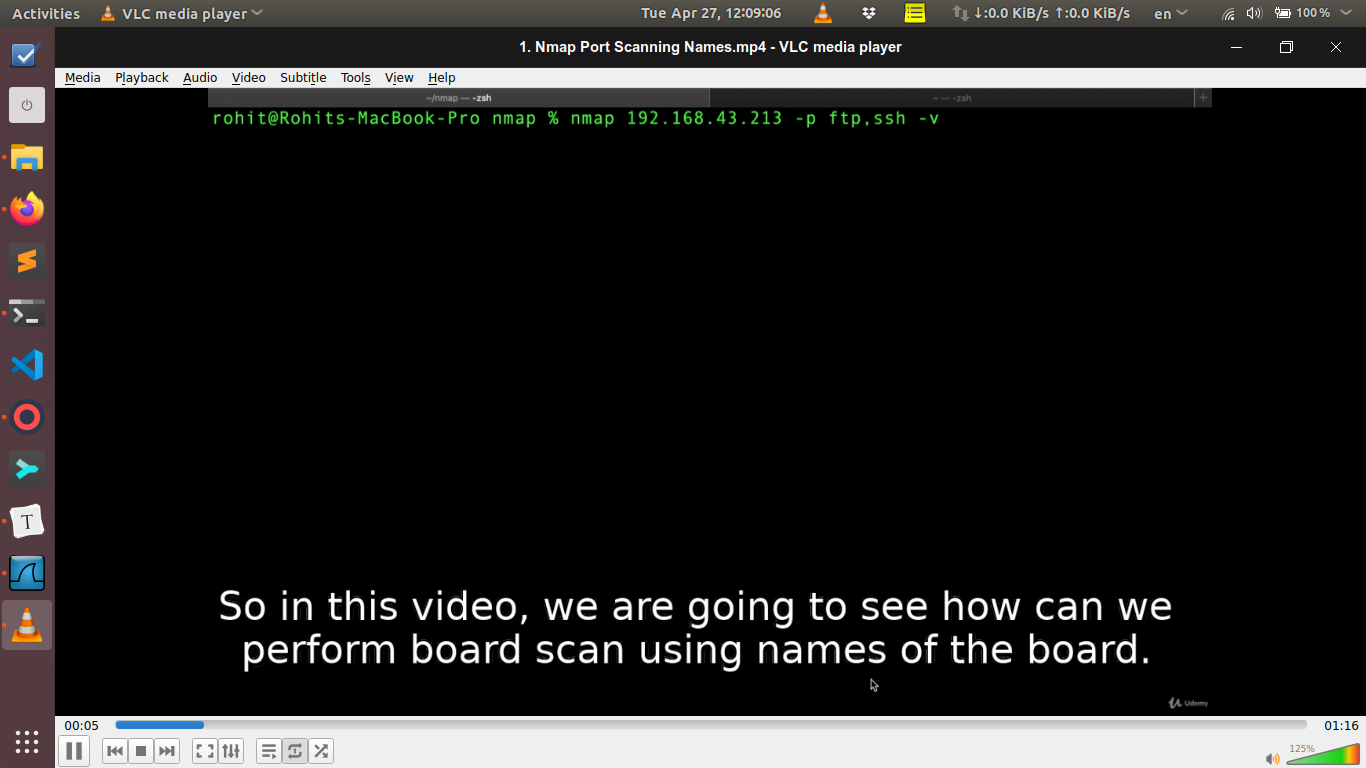 Activities VLC media player Tue Apr 27, 12:09:06 ↓:0.0 KiB/s ↑:0.0 KiB/s en 100 %
1. Nmap Port Scanning Names.mp4 - VLC media player
Media Playback Audio Video Subtitle Tools View Help
~/nmap — -zsh ~ — -zsh +
rohit@Rohits-MacBook-Pro nmap % nmap 192.168.43.213 -p ftp,ssh -v
T
So in this video, we are going to see how can we
perform board scan using names of the board.
Udemy
00:05 01:16
125%